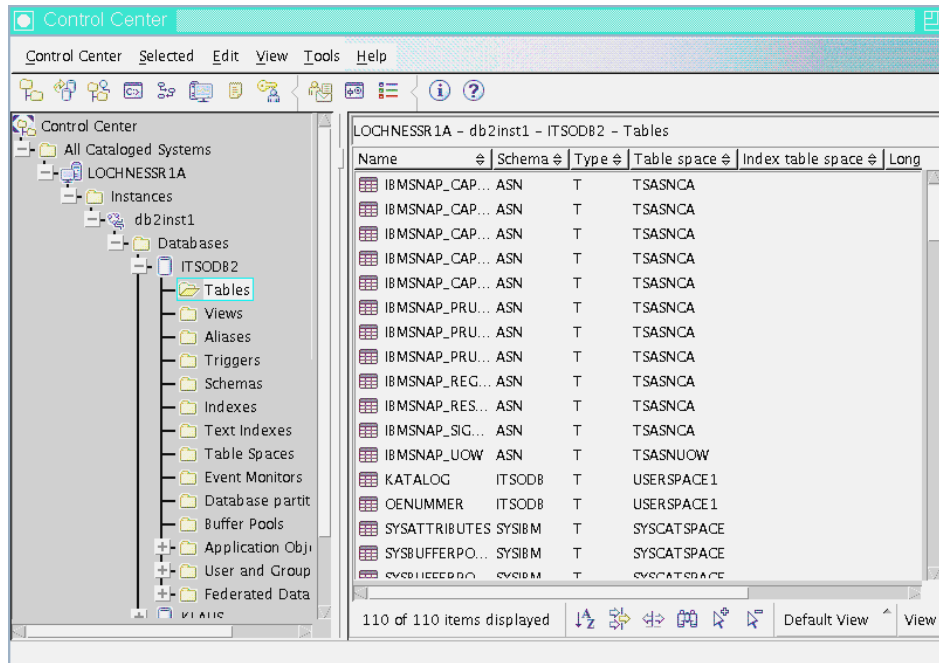 Control Center
Control Center Selected Edit View Tools Help
Control Center
All Cataloged Systems
LOCHNESSR1A
Instances
db2inst1
Databases
ITSODB2
Tables
Views
Aliases
Triggers
Schemas
Indexes
Text Indexes
Table Spaces
Event Monitors
Database partit
Buffer Pools
Application Obj
User and Group
Federated Data
KLAUS
LOCHNESSR1A - db2inst1 - ITSODB2 - Tables
Name Schema Type Table space Index table space Long
IBMSNAP_CAP... ASN T TSASNCA
IBMSNAP_CAP... ASN T TSASNCA
IBMSNAP_CAP... ASN T TSASNCA
IBMSNAP_CAP... ASN T TSASNCA
IBMSNAP_CAP... ASN T TSASNCA
IBMSNAP_PRU... ASN T TSASNCA
IBMSNAP_PRU... ASN T TSASNCA
IBMSNAP_PRU... ASN T TSASNCA
IBMSNAP_REG... ASN T TSASNCA
IBMSNAP_RES... ASN T TSASNCA
IBMSNAP_SIG... ASN T TSASNCA
IBMSNAP_UOW ASN T TSASNUOW
KATALOG ITSODB T USERSPACE1
OENUMMER ITSODB T USERSPACE1
SYSATTRIBUTES SYSIBM T SYSCATSPACE
SYSBUFFERPO... SYSIBM T SYSCATSPACE
SYSBUFFERPO... SYSIBM T SYSCATSPACE
110 of 110 items displayed Default View View